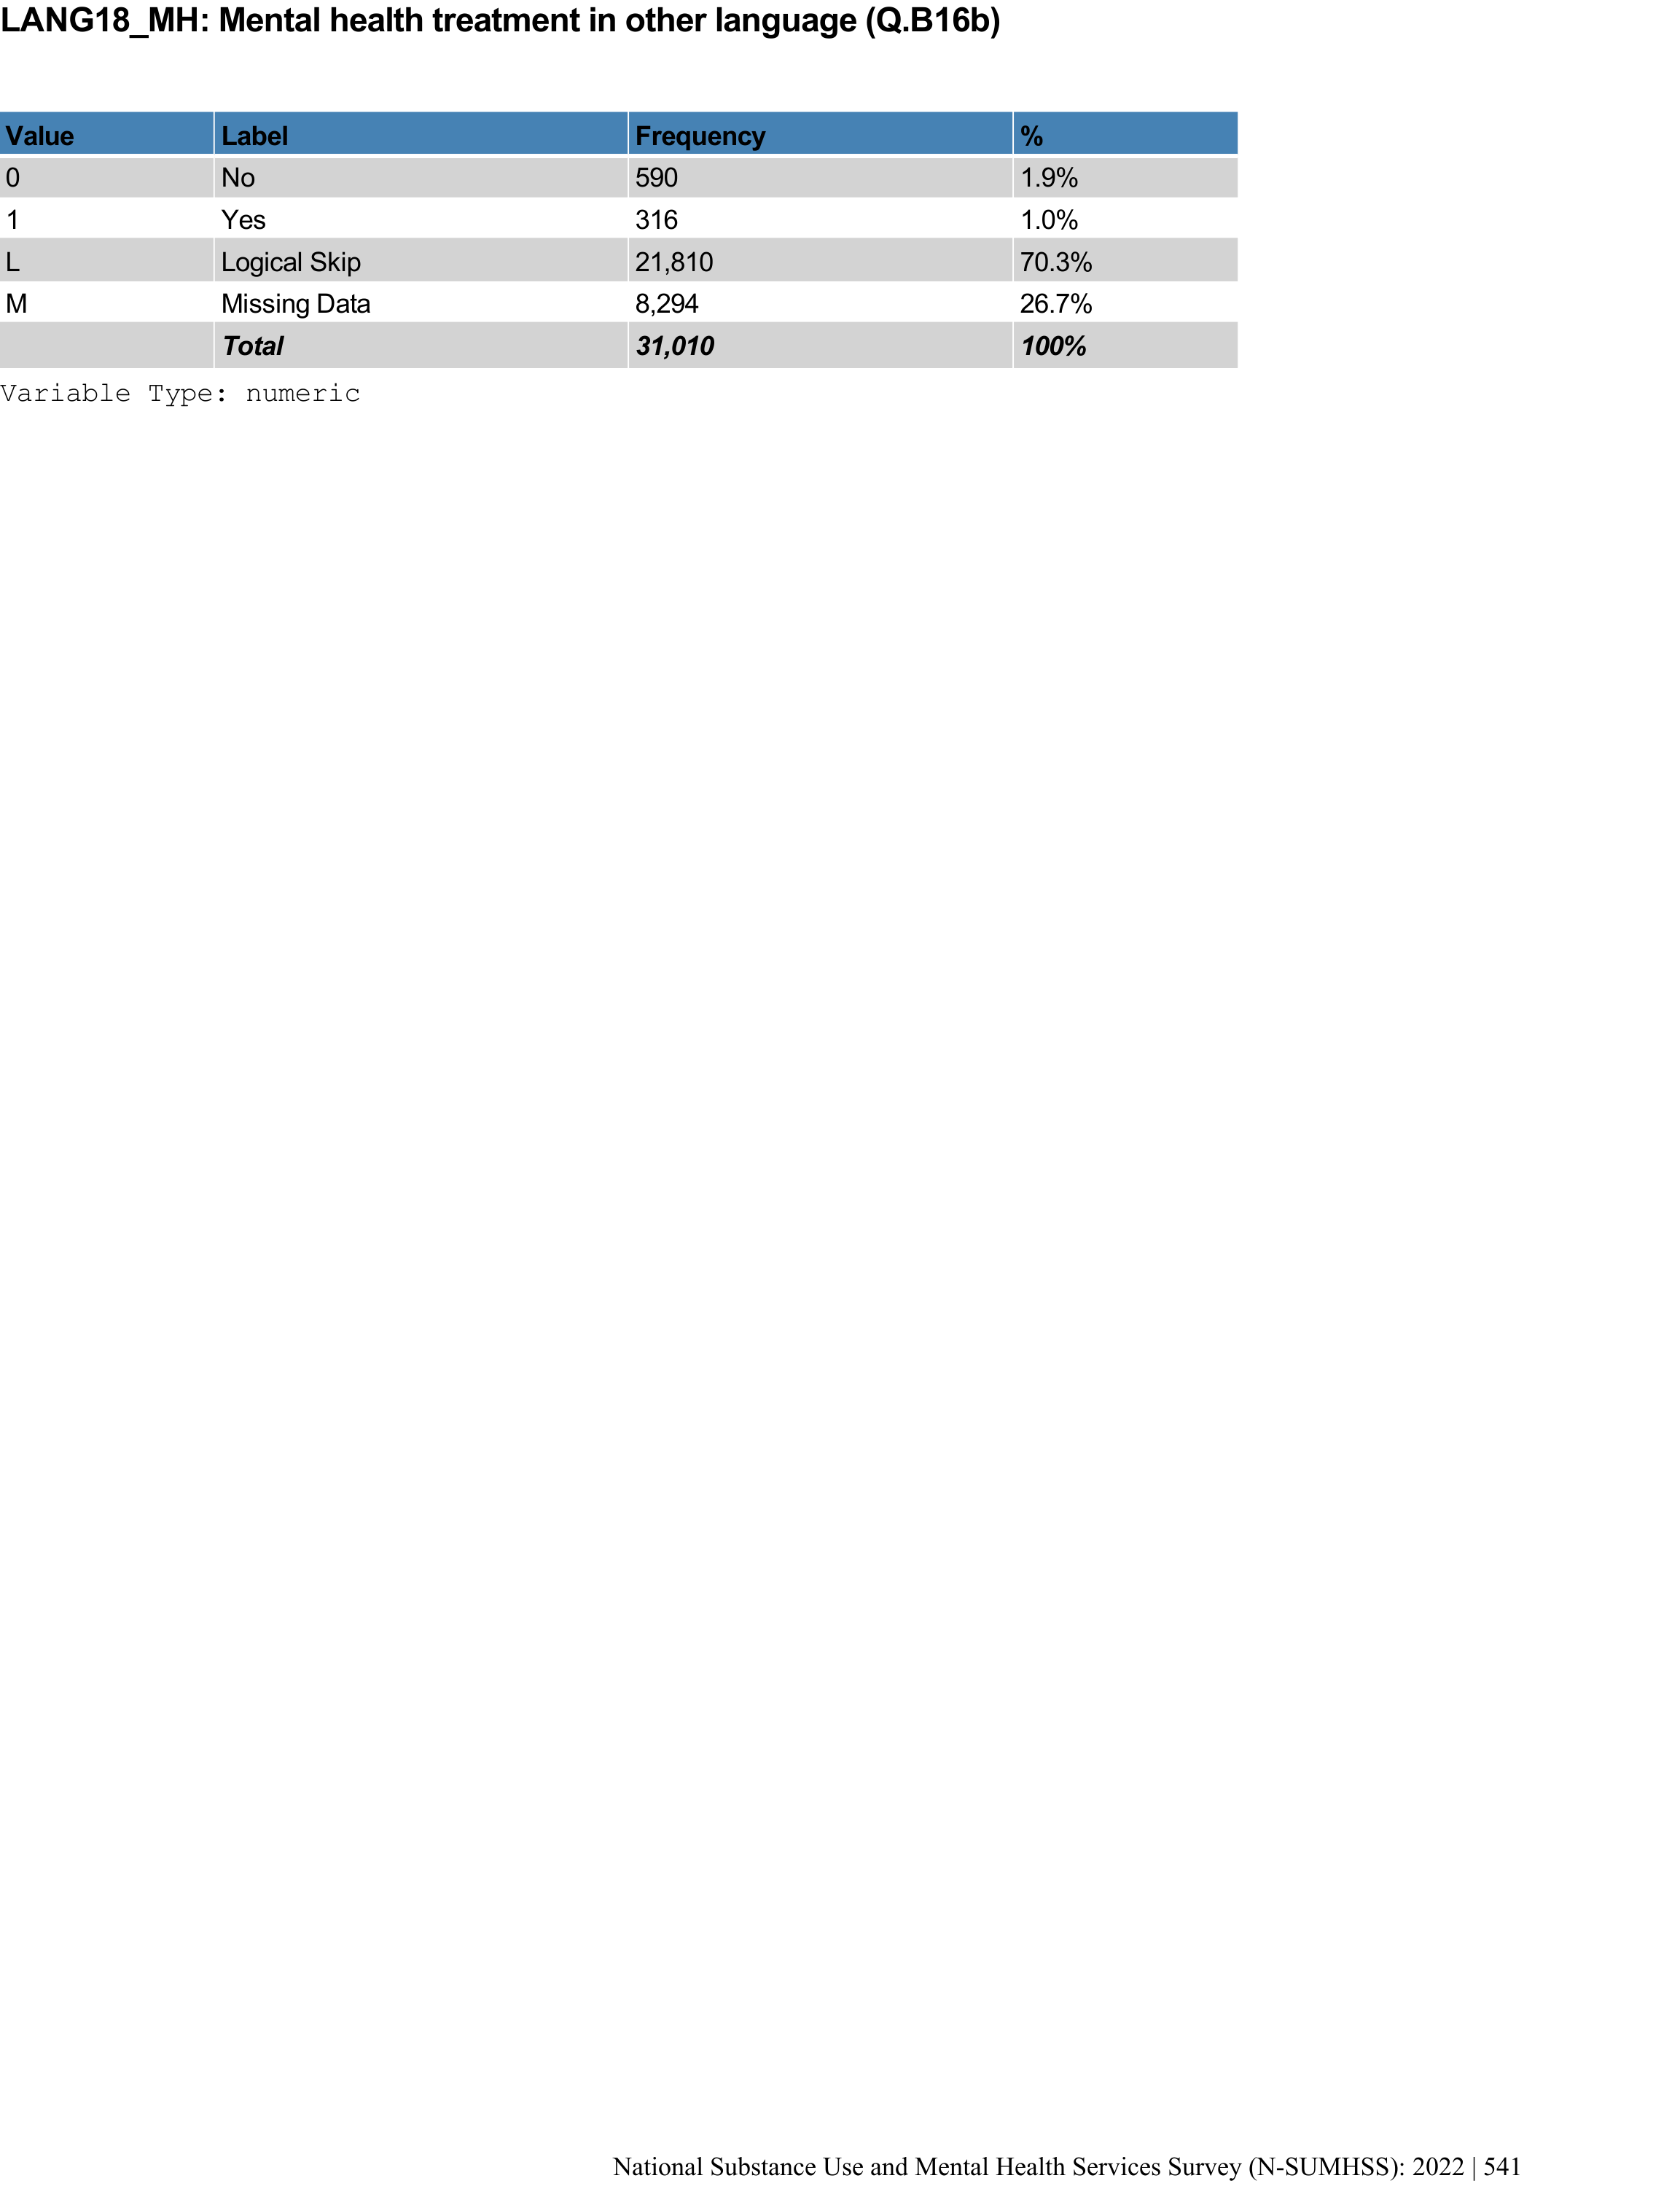 LANG18_MH: Mental health treatment in other language (Q.B16b)
Value Label Frequency %
0 No 590 1.9%
1 Yes 316 1.0%
L Logical Skip 21,810 70.3%
M Missing Data 8,294 26.7%
Total 31,010 100%
Variable Type: numeric
National Substance Use and Mental Health Services Survey (N-SUMHSS): 2022 | 541